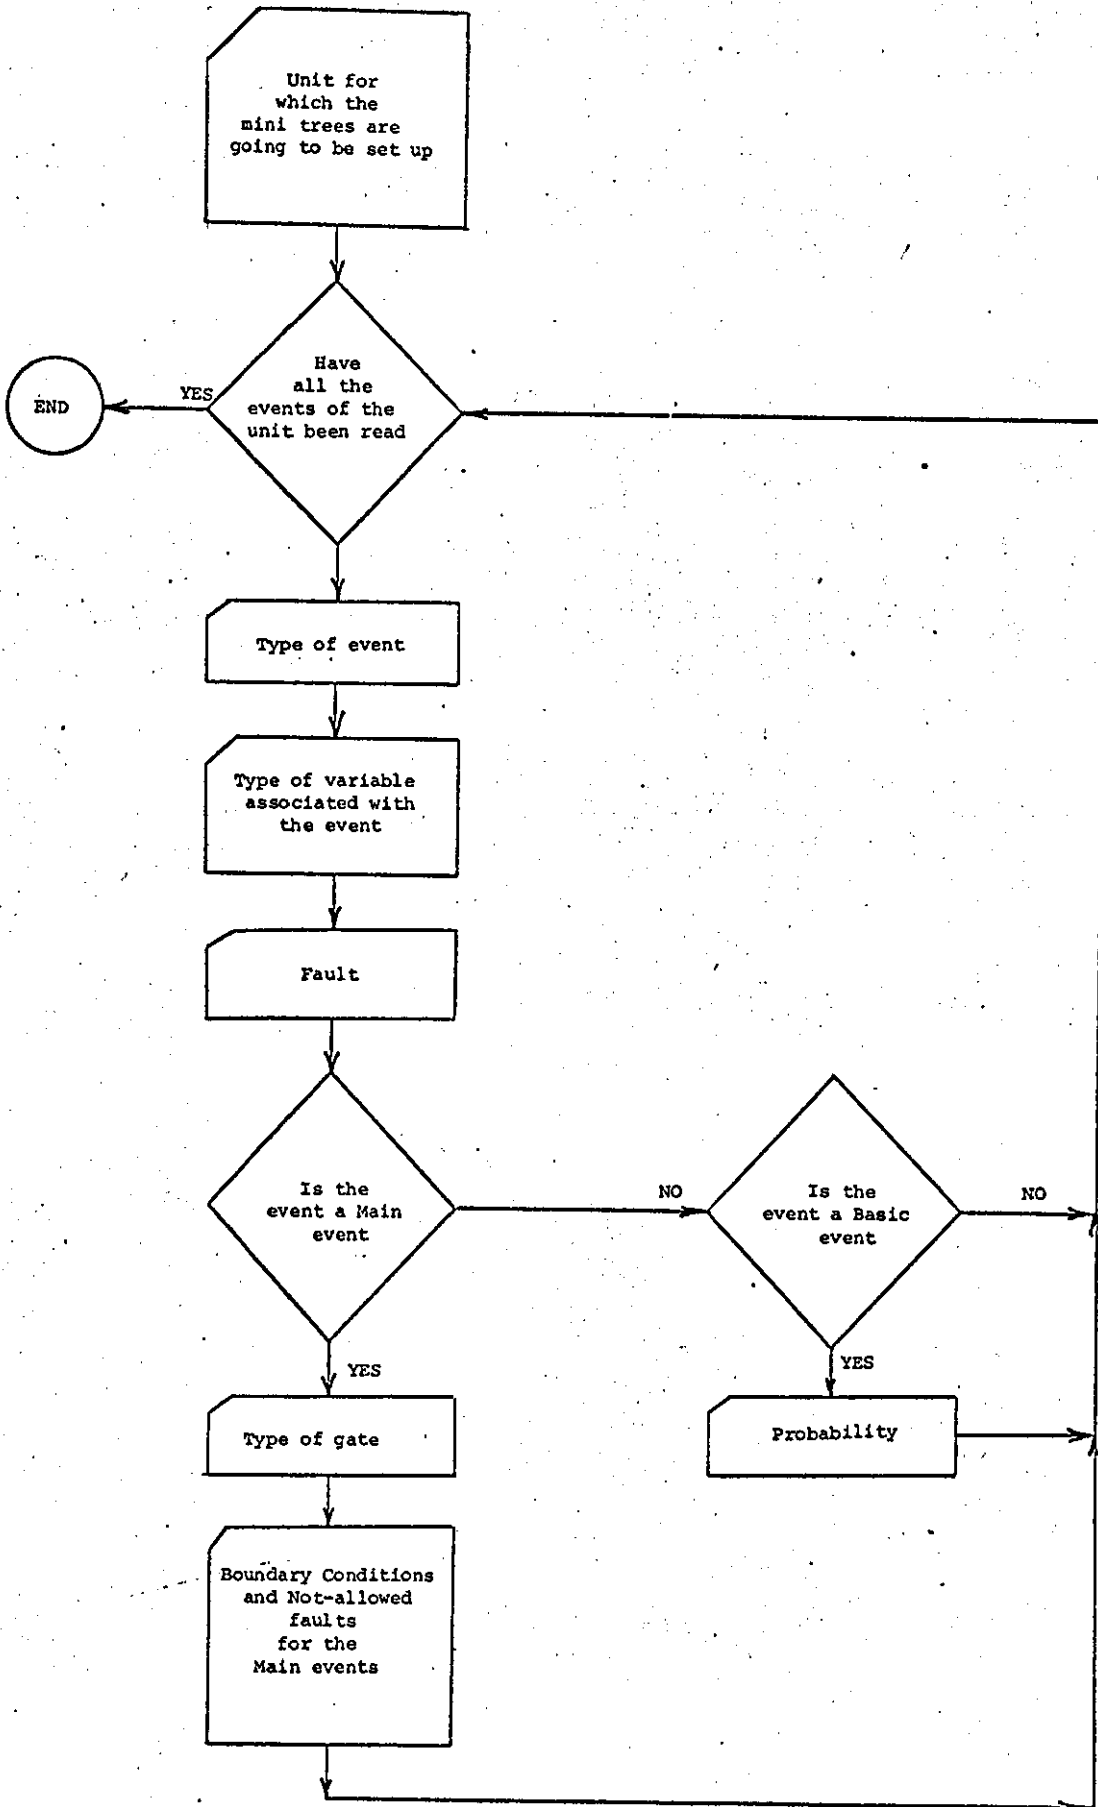 Unit for
which the
mini trees are
going to be set up
Have
all the
events of the
unit been read
YES
END
Type of event
Type of variable
associated with
the event
Fault
Is the
event a Main
event
NO
Is the
event a Basic
event
NO
YES
YES
Type of gate
Probability
Boundary Conditions
and Not-allowed
faults
for the
Main events